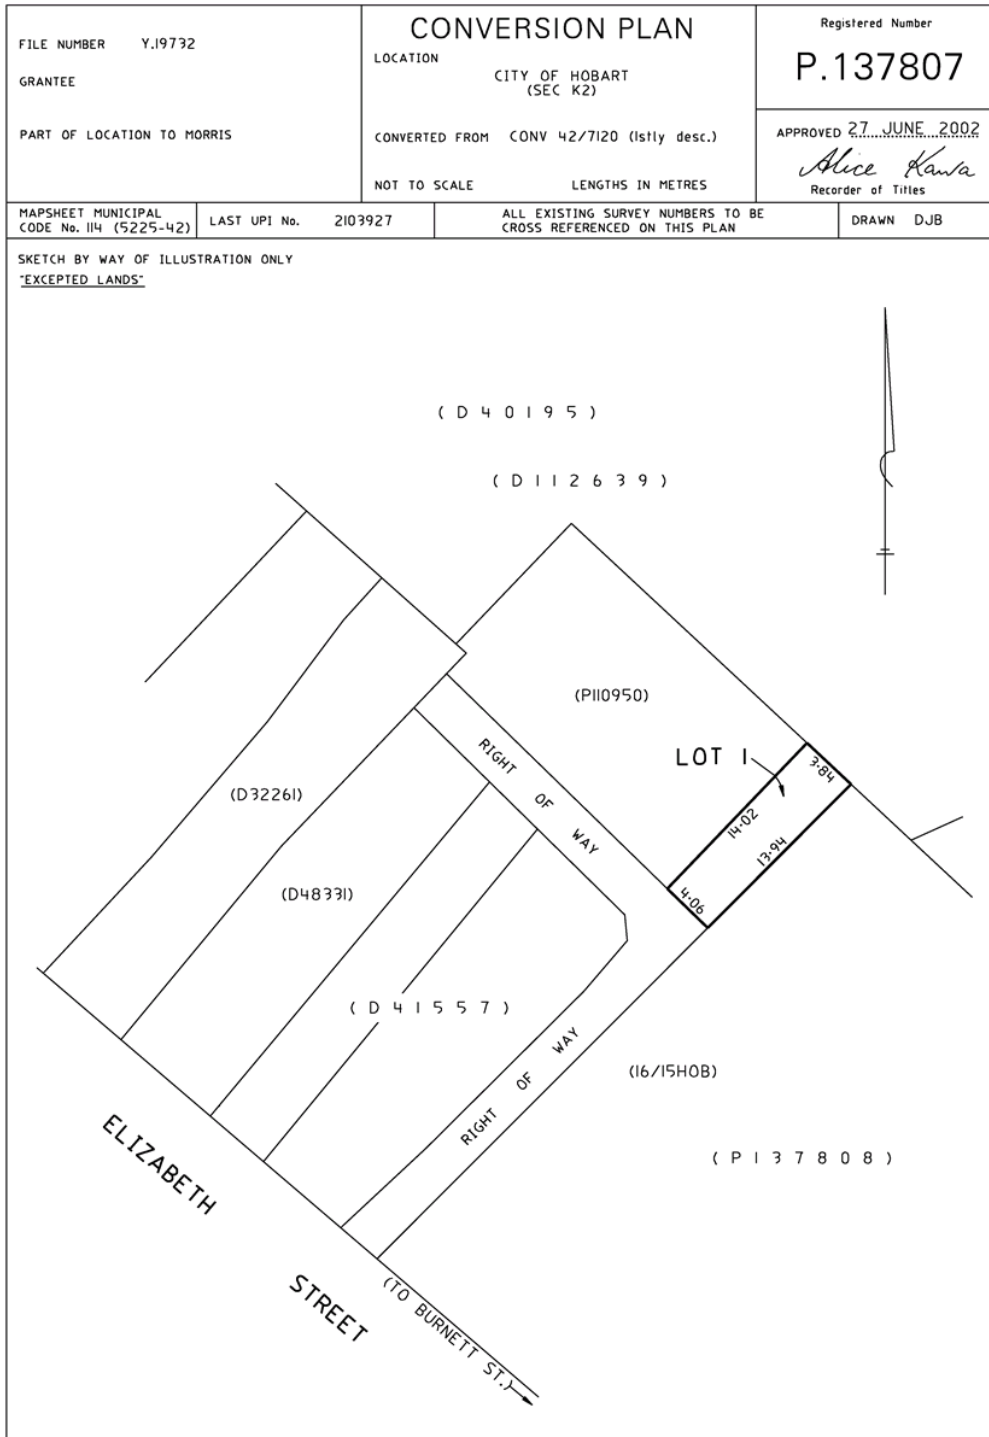 FILE NUMBER Y.19732
GRANTEE
PART OF LOCATION TO MORRIS
CONVERSION PLAN
LOCATION
CITY OF HOBART
(SEC K2)
CONVERTED FROM CONV 42/7120 (1stly desc.)
NOT TO SCALE LENGTHS IN METRES
Registered Number
P.137807
APPROVED 27 JUNE 2002
Alice Kawa
Recorder of Titles
MAPSHEET MUNICIPAL
CODE No. 114 (5225-42)
LAST UPI No. 2103927
ALL EXISTING SURVEY NUMBERS TO BE
CROSS REFERENCED ON THIS PLAN
DRAWN DJB
SKETCH BY WAY OF ILLUSTRATION ONLY
"EXCEPTED LANDS"
(D40195)
(D112639)
(P110950)
RIGHT OF WAY
LOT 1
3·84
14·02
13·94
4·06
(D32261)
(D48331)
(D41557)
RIGHT OF WAY
(16/15HOB)
(P137808)
ELIZABETH
STREET
(TO BURNETT ST.)